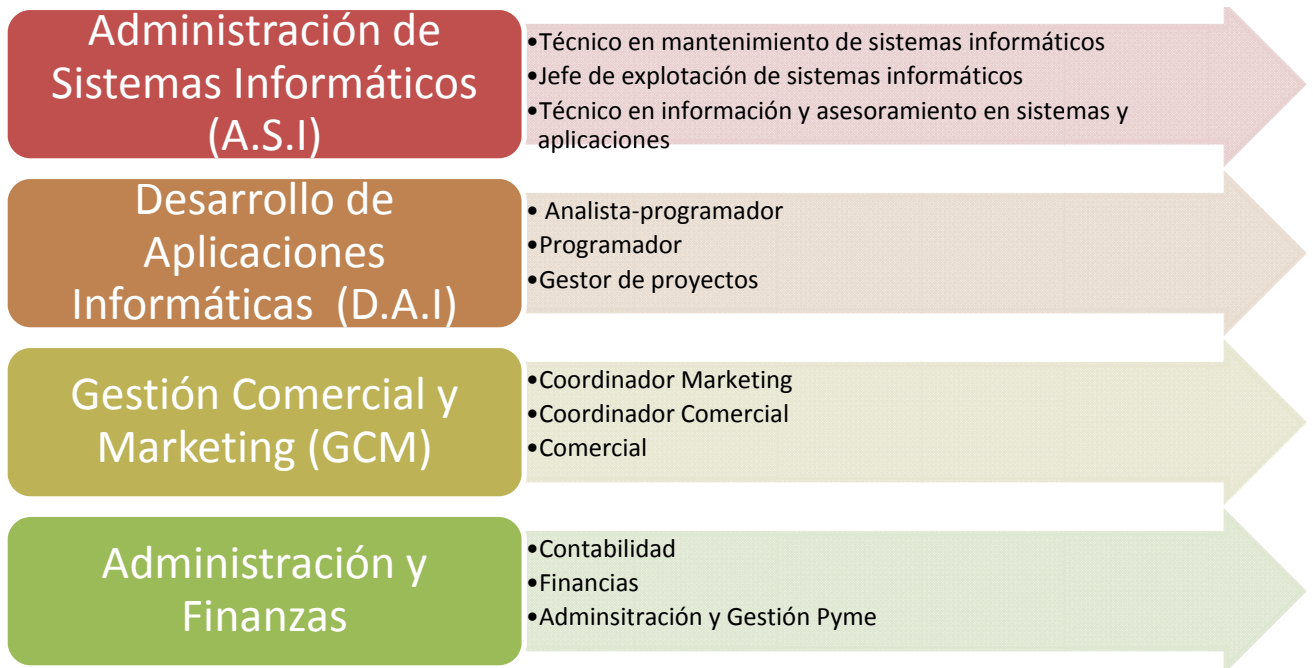 Administración de
Sistemas Informáticos
(A.S.I)
•Técnico en mantenimiento de sistemas informáticos
•Jefe de explotación de sistemas informáticos
•Técnico en información y asesoramiento en sistemas y
aplicaciones
Desarrollo de
Aplicaciones
Informáticas (D.A.I)
• Analista-programador
•Programador
•Gestor de proyectos
Gestión Comercial y
Marketing (GCM)
•Coordinador Marketing
•Coordinador Comercial
•Comercial
Administración y
Finanzas
•Contabilidad
•Financias
•Adminsitración y Gestión Pyme